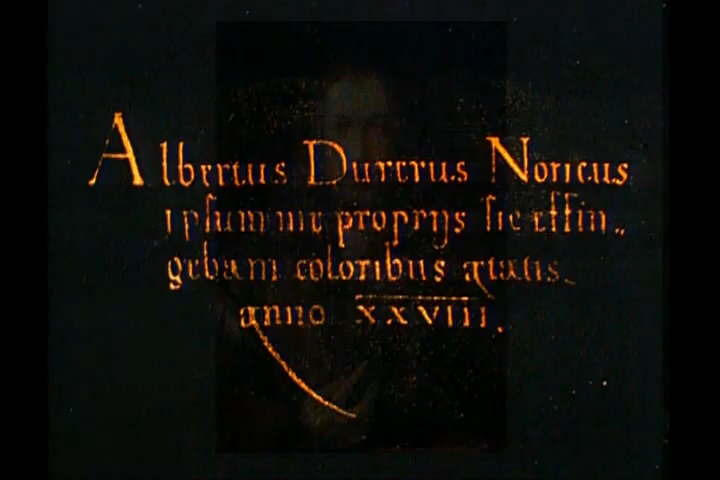 Albertus Durerus Noricus
ipsum me proprijs sic effin„
gebam coloribus ætatis
anno XXVIII.